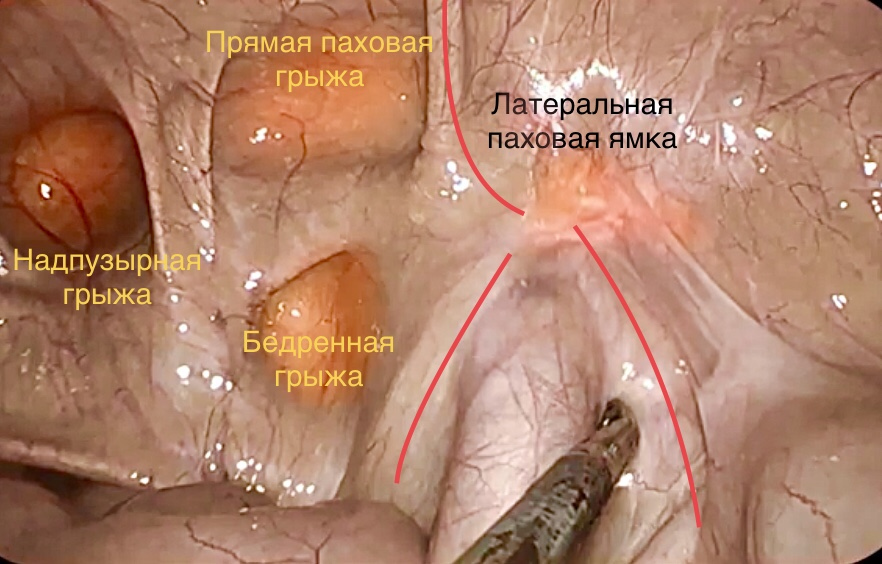 Прямая паховая
грыжа
Латеральная
паховая ямка
Надпузырная
грыжа
Бедренная
грыжа